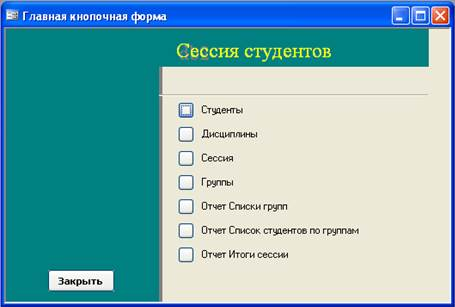 Главная кнопочная форма
Сессия студентов
Студенты
Дисциплины
Сессия
Группы
Отчет Списки групп
Отчет Список студентов по группам
Отчет Итоги сессии
Закрыть